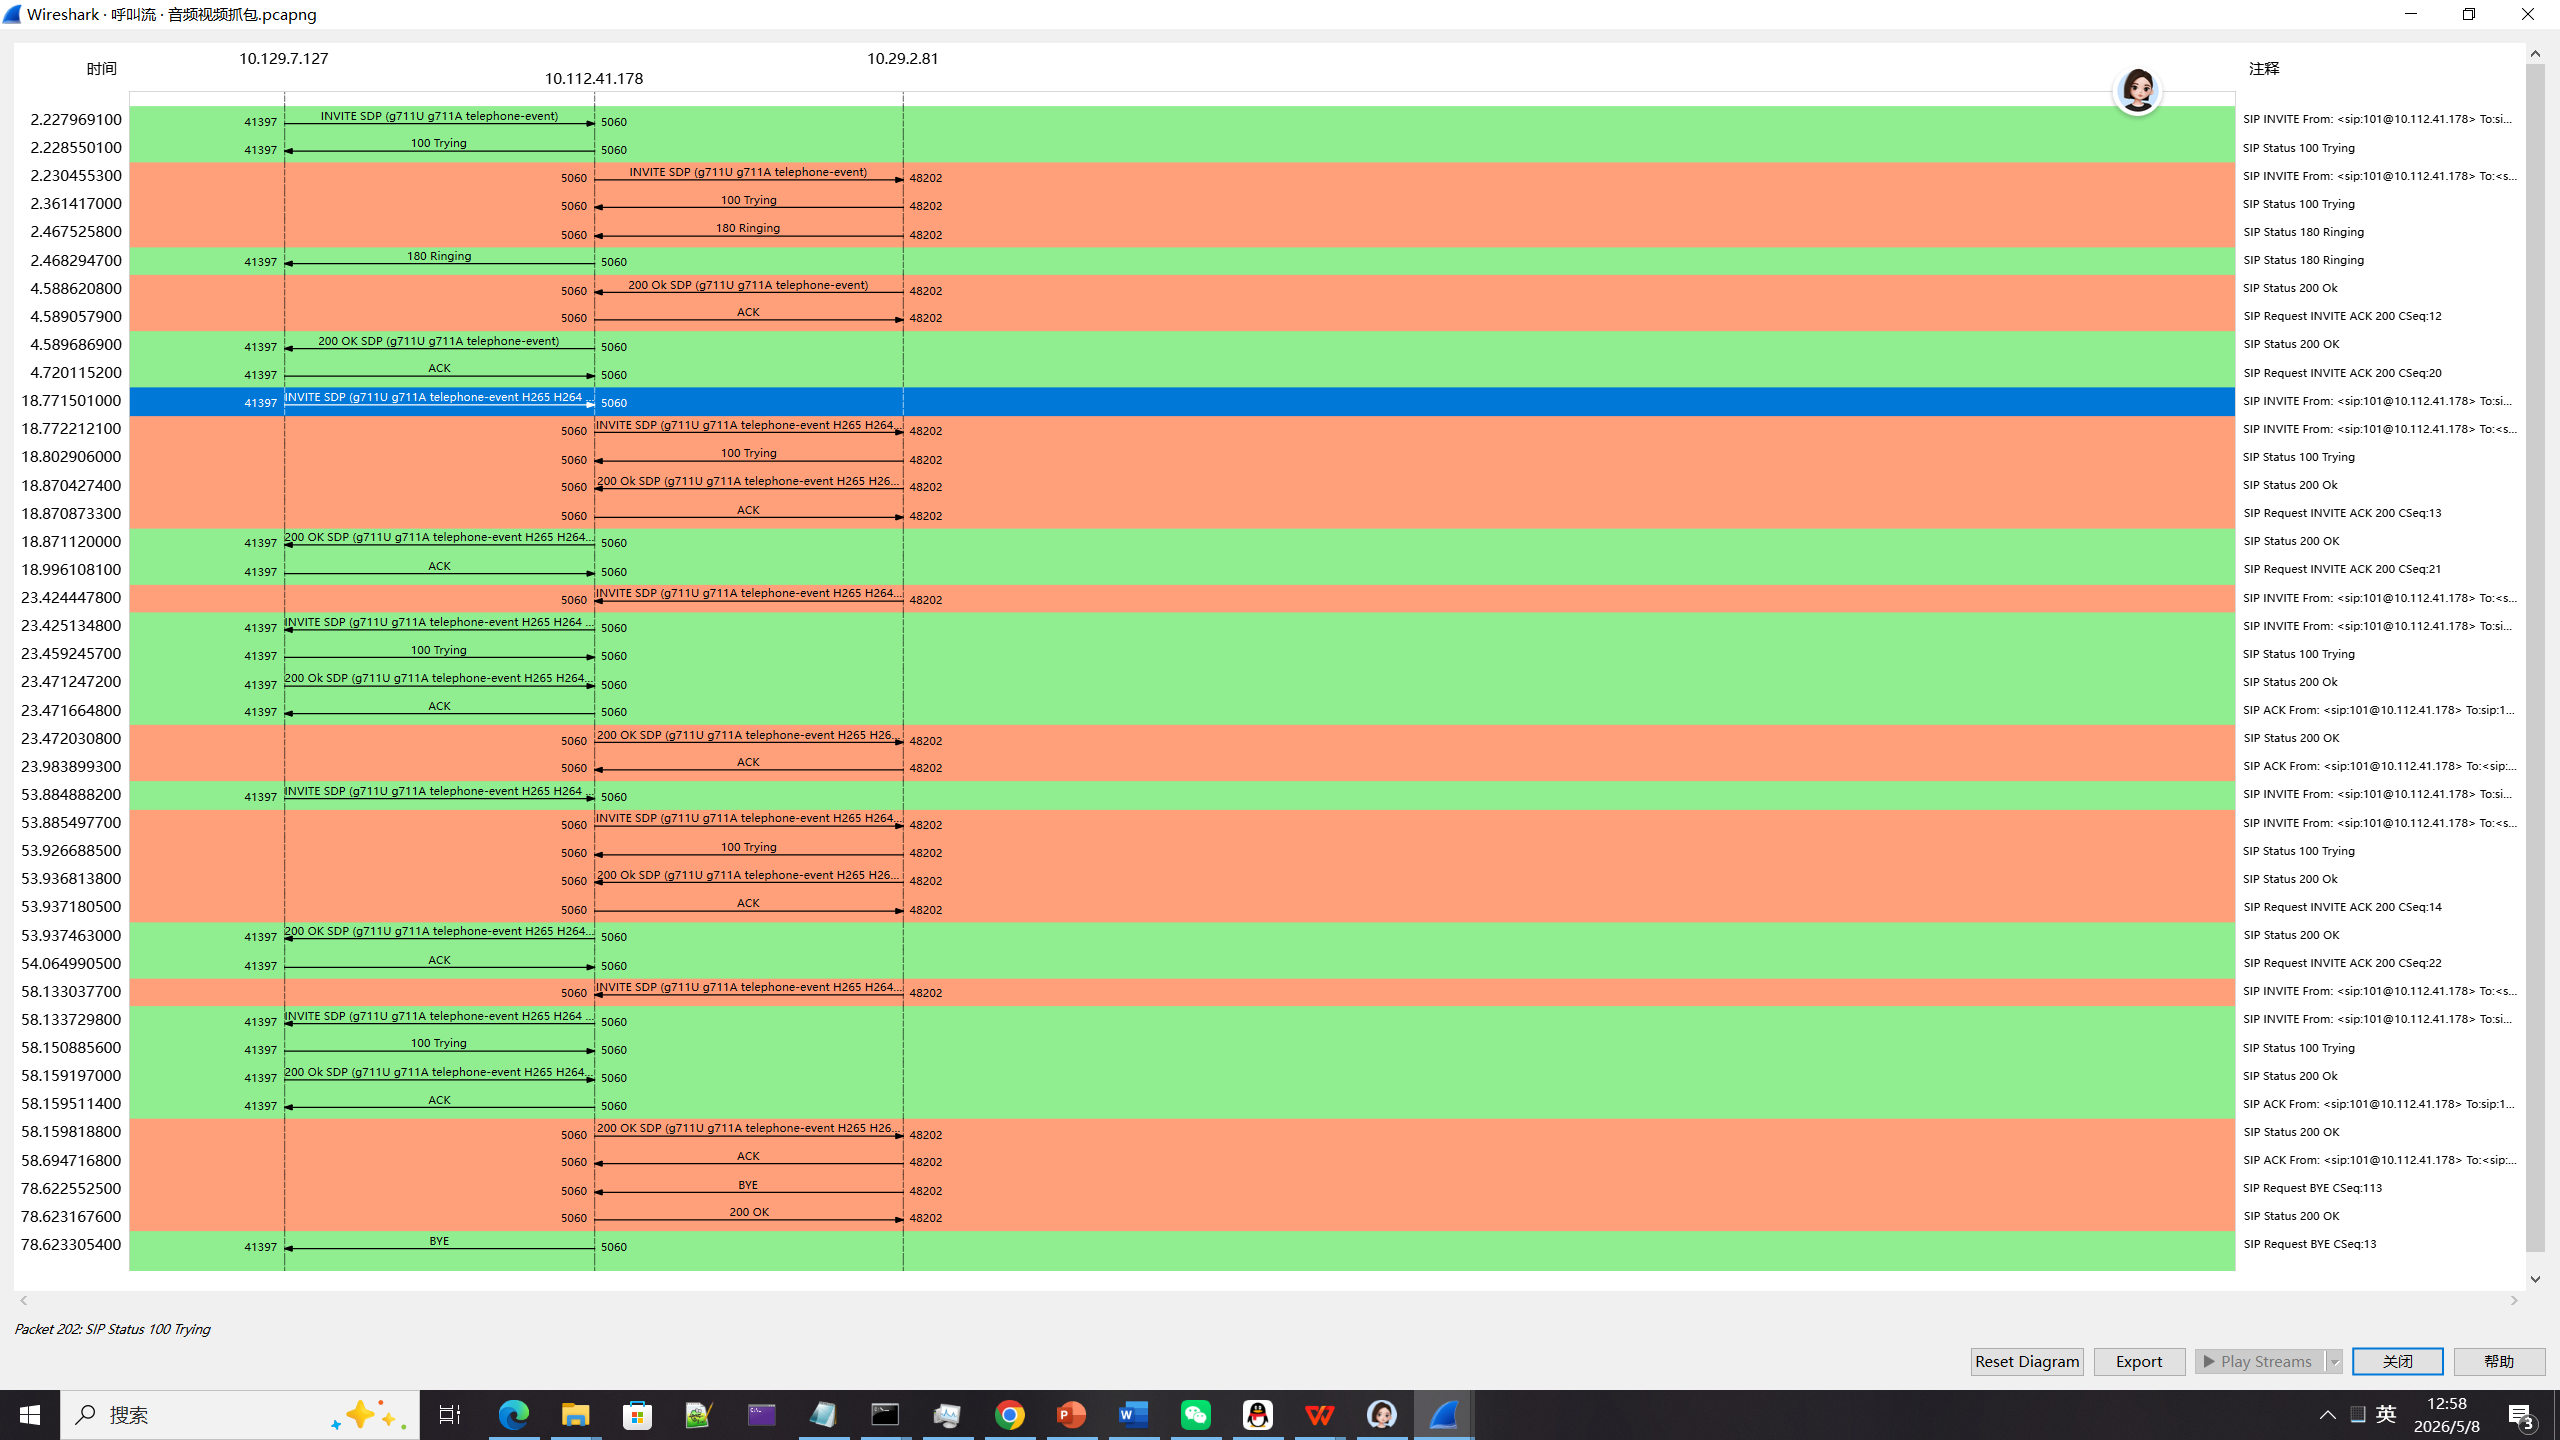 Wireshark · 呼叫流 · 音频视频抓包.pcapng
时间 10.129.7.127 10.112.41.178 10.29.2.81 注释
2.227969100 41397 INVITE SDP (g711U g711A telephone-event) 5060 SIP INVITE From: <sip:101@10.112.41.178> To:si...
2.228550100 41397 100 Trying 5060 SIP Status 100 Trying
2.230455300 5060 INVITE SDP (g711U g711A telephone-event) 48202 SIP INVITE From: <sip:101@10.112.41.178> To:<s...
2.361417000 5060 100 Trying 48202 SIP Status 100 Trying
2.467525800 5060 180 Ringing 48202 SIP Status 180 Ringing
2.468294700 41397 180 Ringing 5060 SIP Status 180 Ringing
4.588620800 5060 200 Ok SDP (g711U g711A telephone-event) 48202 SIP Status 200 Ok
4.589057900 5060 ACK 48202 SIP Request INVITE ACK 200 CSeq:12
4.589686900 41397 200 OK SDP (g711U g711A telephone-event) 5060 SIP Status 200 OK
4.720115200 41397 ACK 5060 SIP Request INVITE ACK 200 CSeq:20
18.771501000 41397 INVITE SDP (g711U g711A telephone-event H265 H264 ... 5060 SIP INVITE From: <sip:101@10.112.41.178> To:si...
18.772212100 5060 INVITE SDP (g711U g711A telephone-event H265 H264... 48202 SIP INVITE From: <sip:101@10.112.41.178> To:<s...
18.802906000 5060 100 Trying 48202 SIP Status 100 Trying
18.870427400 5060 200 Ok SDP (g711U g711A telephone-event H265 H26... 48202 SIP Status 200 Ok
18.870873300 5060 ACK 48202 SIP Request INVITE ACK 200 CSeq:13
18.871120000 41397 200 OK SDP (g711U g711A telephone-event H265 H264... 5060 SIP Status 200 OK
18.996108100 41397 ACK 5060 SIP Request INVITE ACK 200 CSeq:21
23.424447800 5060 INVITE SDP (g711U g711A telephone-event H265 H264... 48202 SIP INVITE From: <sip:101@10.112.41.178> To:<s...
23.425134800 41397 INVITE SDP (g711U g711A telephone-event H265 H264 ... 5060 SIP INVITE From: <sip:101@10.112.41.178> To:si...
23.459245700 41397 100 Trying 5060 SIP Status 100 Trying
23.471247200 41397 200 Ok SDP (g711U g711A telephone-event H265 H264... 5060 SIP Status 200 Ok
23.471664800 41397 ACK 5060 SIP ACK From: <sip:101@10.112.41.178> To:sip:1...
23.472030800 5060 200 OK SDP (g711U g711A telephone-event H265 H26... 48202 SIP Status 200 OK
23.983899300 5060 ACK 48202 SIP ACK From: <sip:101@10.112.41.178> To:<sip:...
53.884888200 41397 INVITE SDP (g711U g711A telephone-event H265 H264 ... 5060 SIP INVITE From: <sip:101@10.112.41.178> To:si...
53.885497700 5060 INVITE SDP (g711U g711A telephone-event H265 H264... 48202 SIP INVITE From: <sip:101@10.112.41.178> To:<s...
53.926688500 5060 100 Trying 48202 SIP Status 100 Trying
53.936813800 5060 200 Ok SDP (g711U g711A telephone-event H265 H26... 48202 SIP Status 200 Ok
53.937180500 5060 ACK 48202 SIP Request INVITE ACK 200 CSeq:14
53.937463000 41397 200 OK SDP (g711U g711A telephone-event H265 H264... 5060 SIP Status 200 OK
54.064990500 41397 ACK 5060 SIP Request INVITE ACK 200 CSeq:22
58.133037700 5060 INVITE SDP (g711U g711A telephone-event H265 H264... 48202 SIP INVITE From: <sip:101@10.112.41.178> To:<s...
58.133729800 41397 INVITE SDP (g711U g711A telephone-event H265 H264 ... 5060 SIP INVITE From: <sip:101@10.112.41.178> To:si...
58.150885600 41397 100 Trying 5060 SIP Status 100 Trying
58.159197000 41397 200 Ok SDP (g711U g711A telephone-event H265 H264... 5060 SIP Status 200 Ok
58.159511400 41397 ACK 5060 SIP ACK From: <sip:101@10.112.41.178> To:sip:1...
58.159818800 5060 200 OK SDP (g711U g711A telephone-event H265 H26... 48202 SIP Status 200 OK
58.694716800 5060 ACK 48202 SIP ACK From: <sip:101@10.112.41.178> To:<sip:...
78.622552500 5060 BYE 48202 SIP Request BYE CSeq:113
78.623167600 5060 200 OK 48202 SIP Status 200 OK
78.623305400 41397 BYE 5060 SIP Request BYE CSeq:13
Packet 202: SIP Status 100 Trying
Reset Diagram Export Play Streams 关闭 帮助
搜索 英 12:58
2026/5/8 3